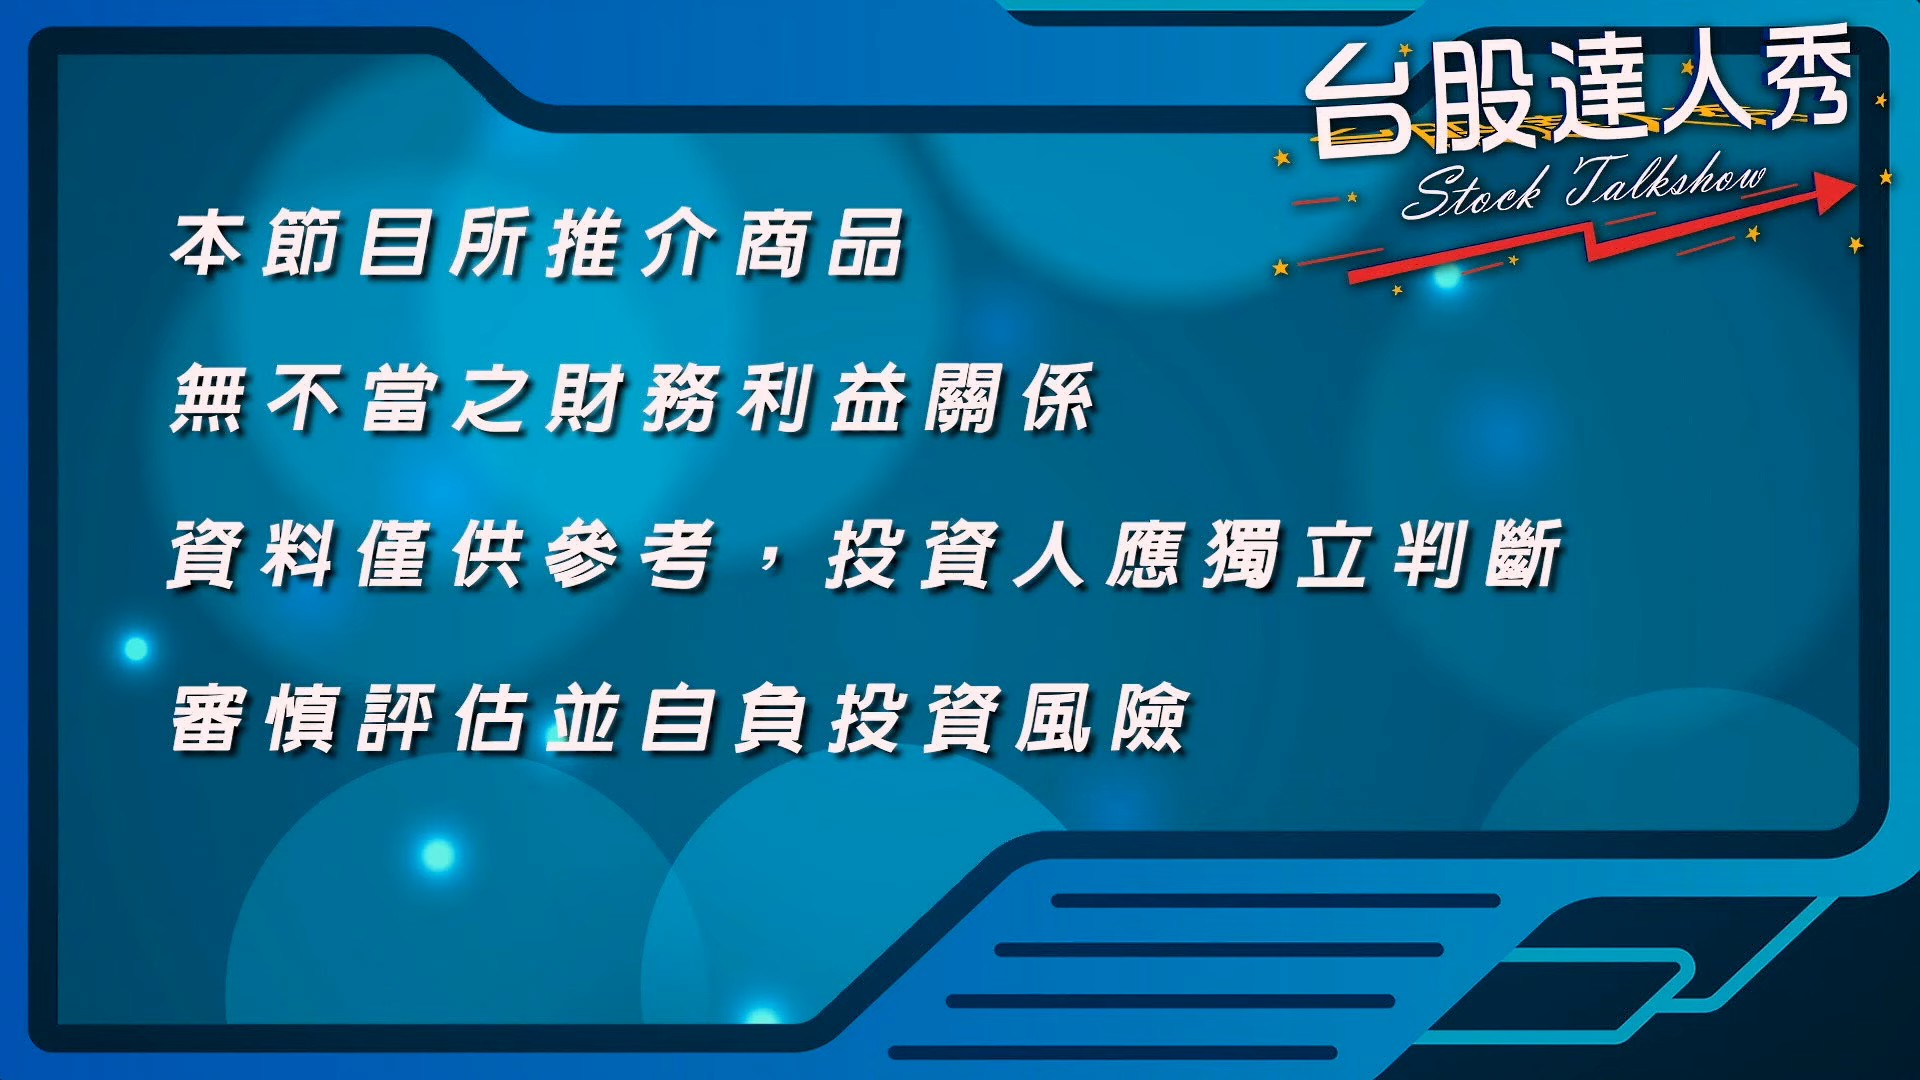 台股達人秀
Stock Talkshow
本節目所推介商品
無不當之財務利益關係
資料僅供參考，投資人應獨立判斷
審慎評估並自負投資風險